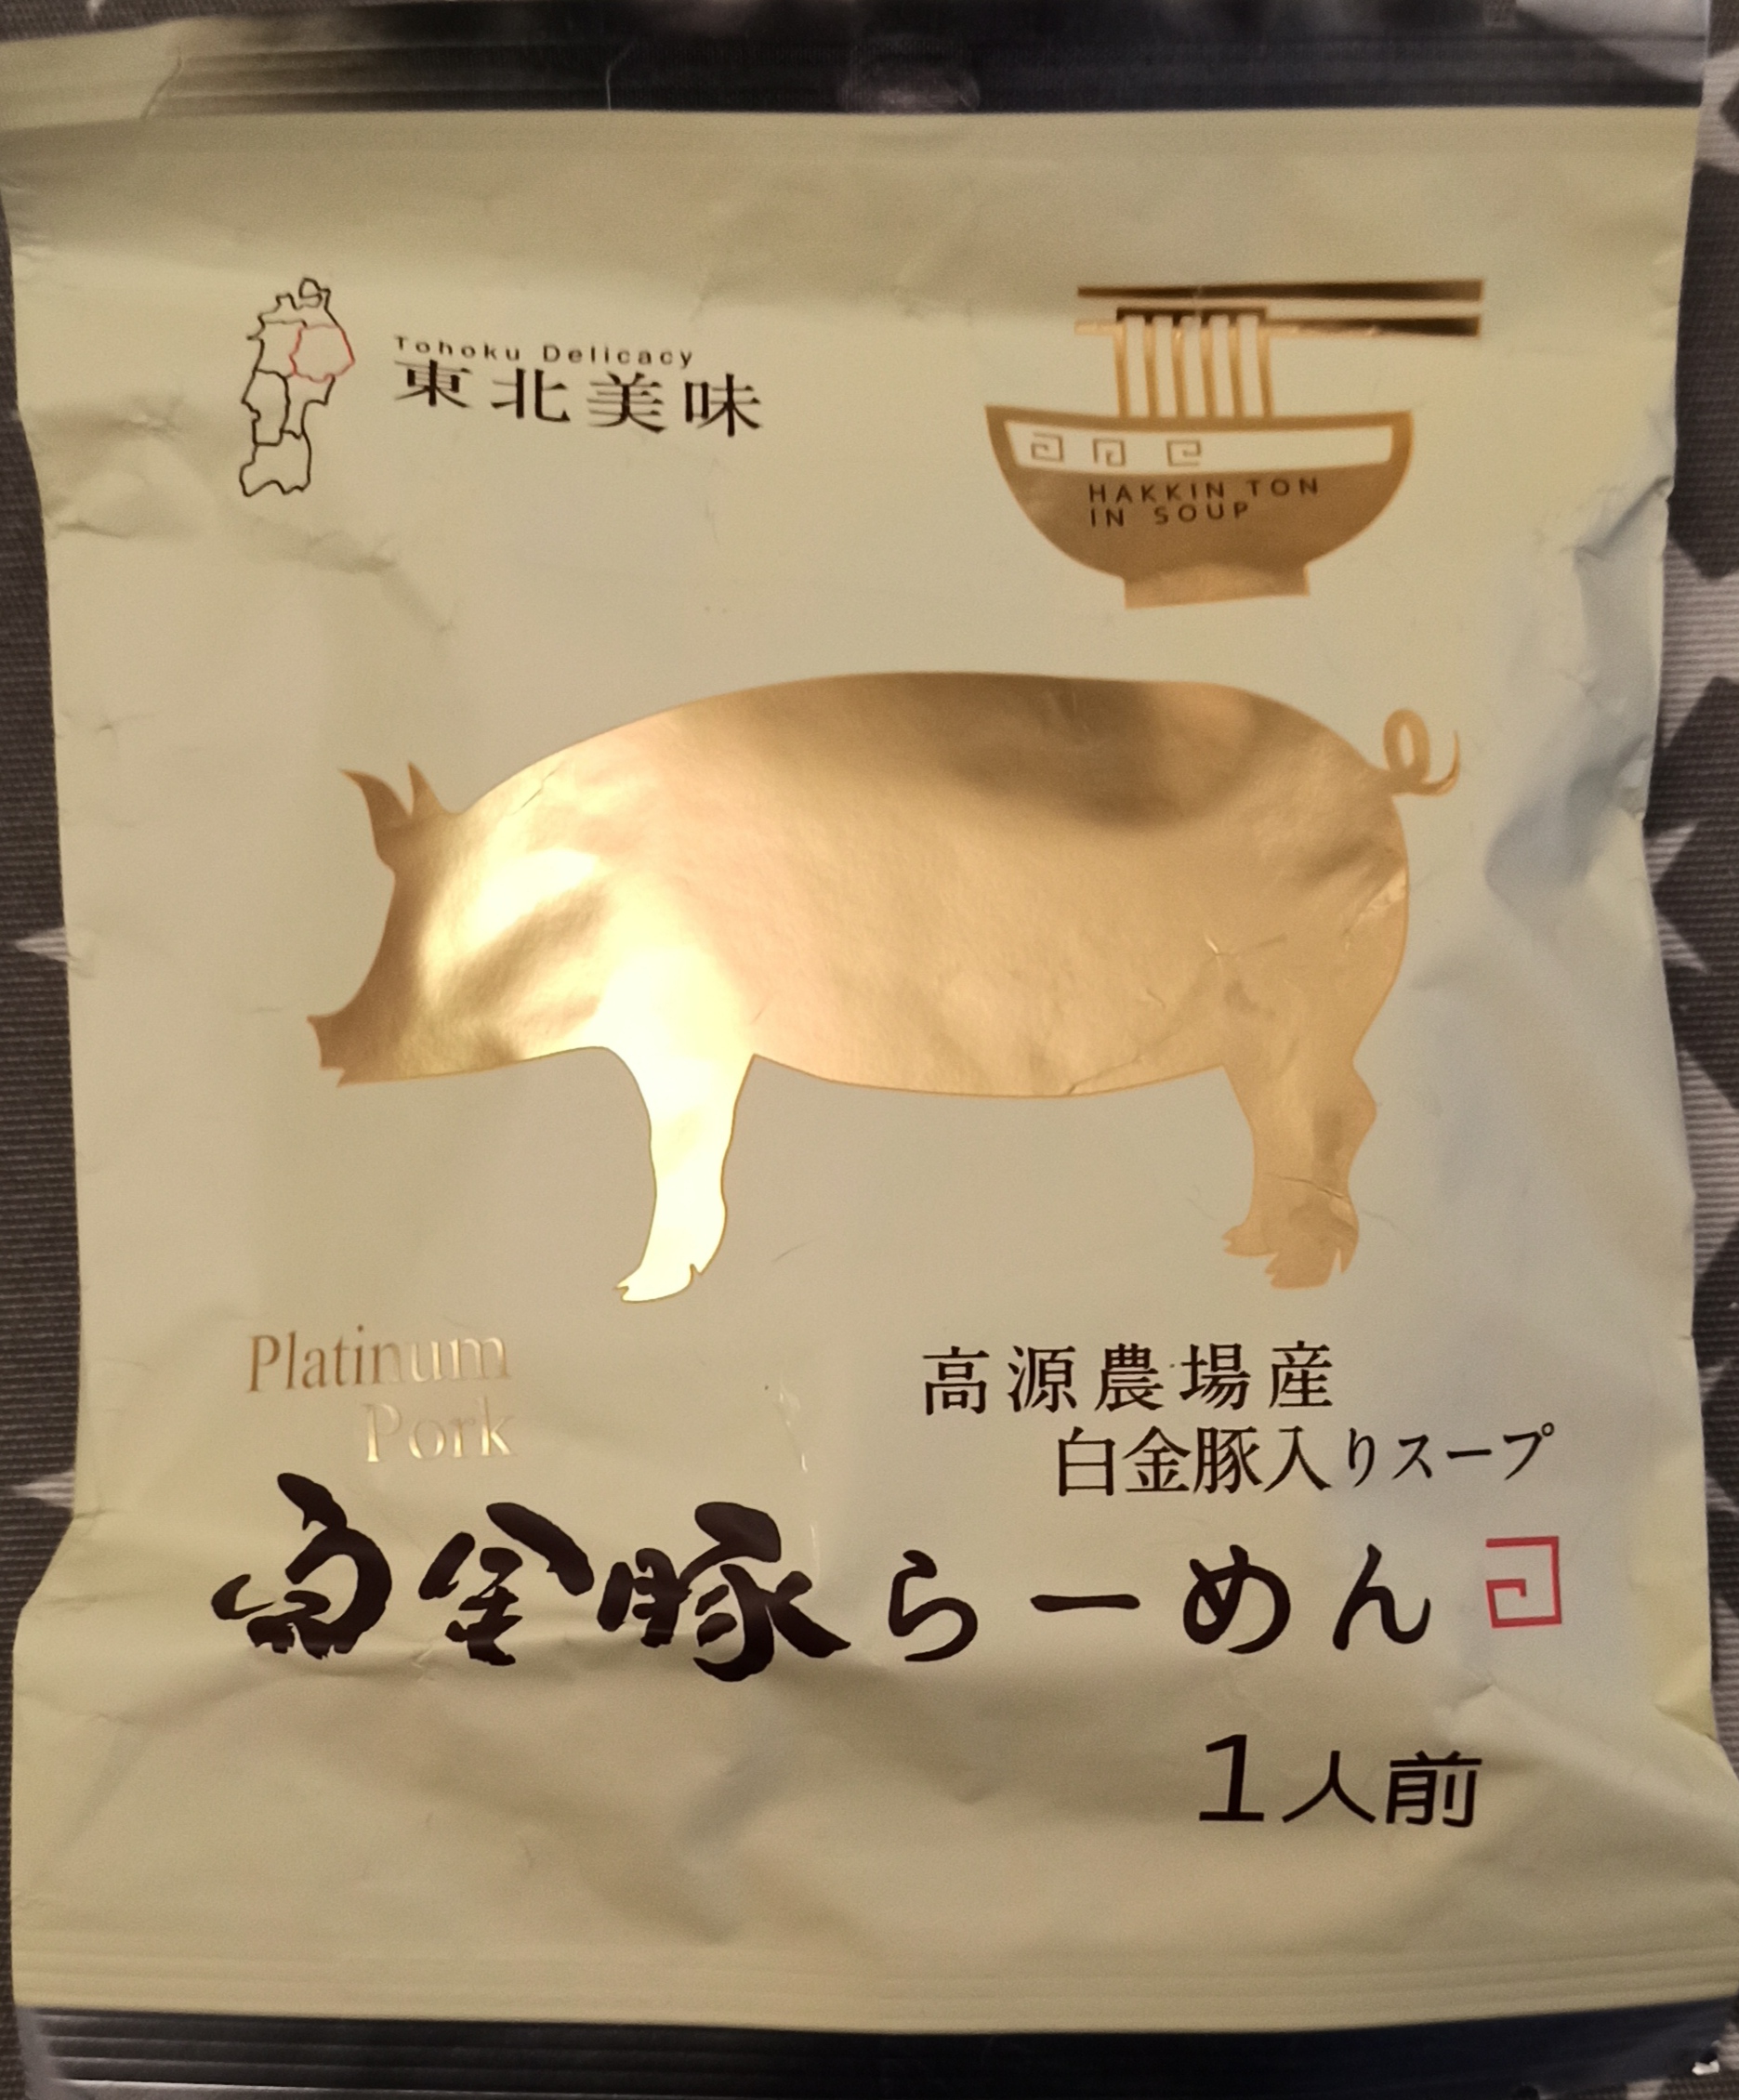 Tohoku Delicacy
東北美味
HAKKIN TON
IN SOUP
Platinum
Pork
高源農場産
白金豚入りスープ
白金豚らーめん
1人前